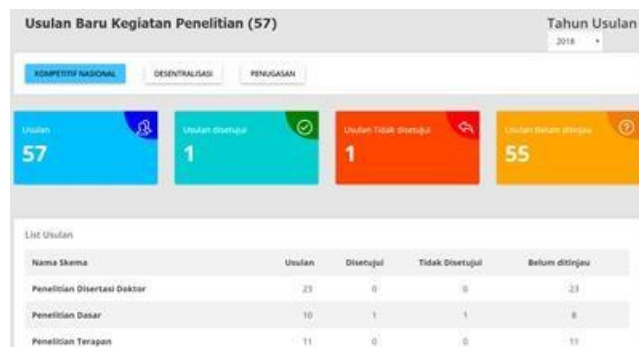 Usulan Baru Kegiatan Penelitian (57)
Tahun Usulan
2018
KOMPETITIF NASIONAL
DESENTRALISASI
PENUGASAN
Usulan
57
Usulan disetujui
1
Usulan Tidak disetujui
1
Usulan Belum ditinjau
55
List Usulan
Nama Skema Usulan Disetujui Tidak Disetujui Belum ditinjau
Penelitian Disertasi Doktor 23 0 0 23
Penelitian Dasar 10 1 1 8
Penelitian Terapan 11 0 0 11